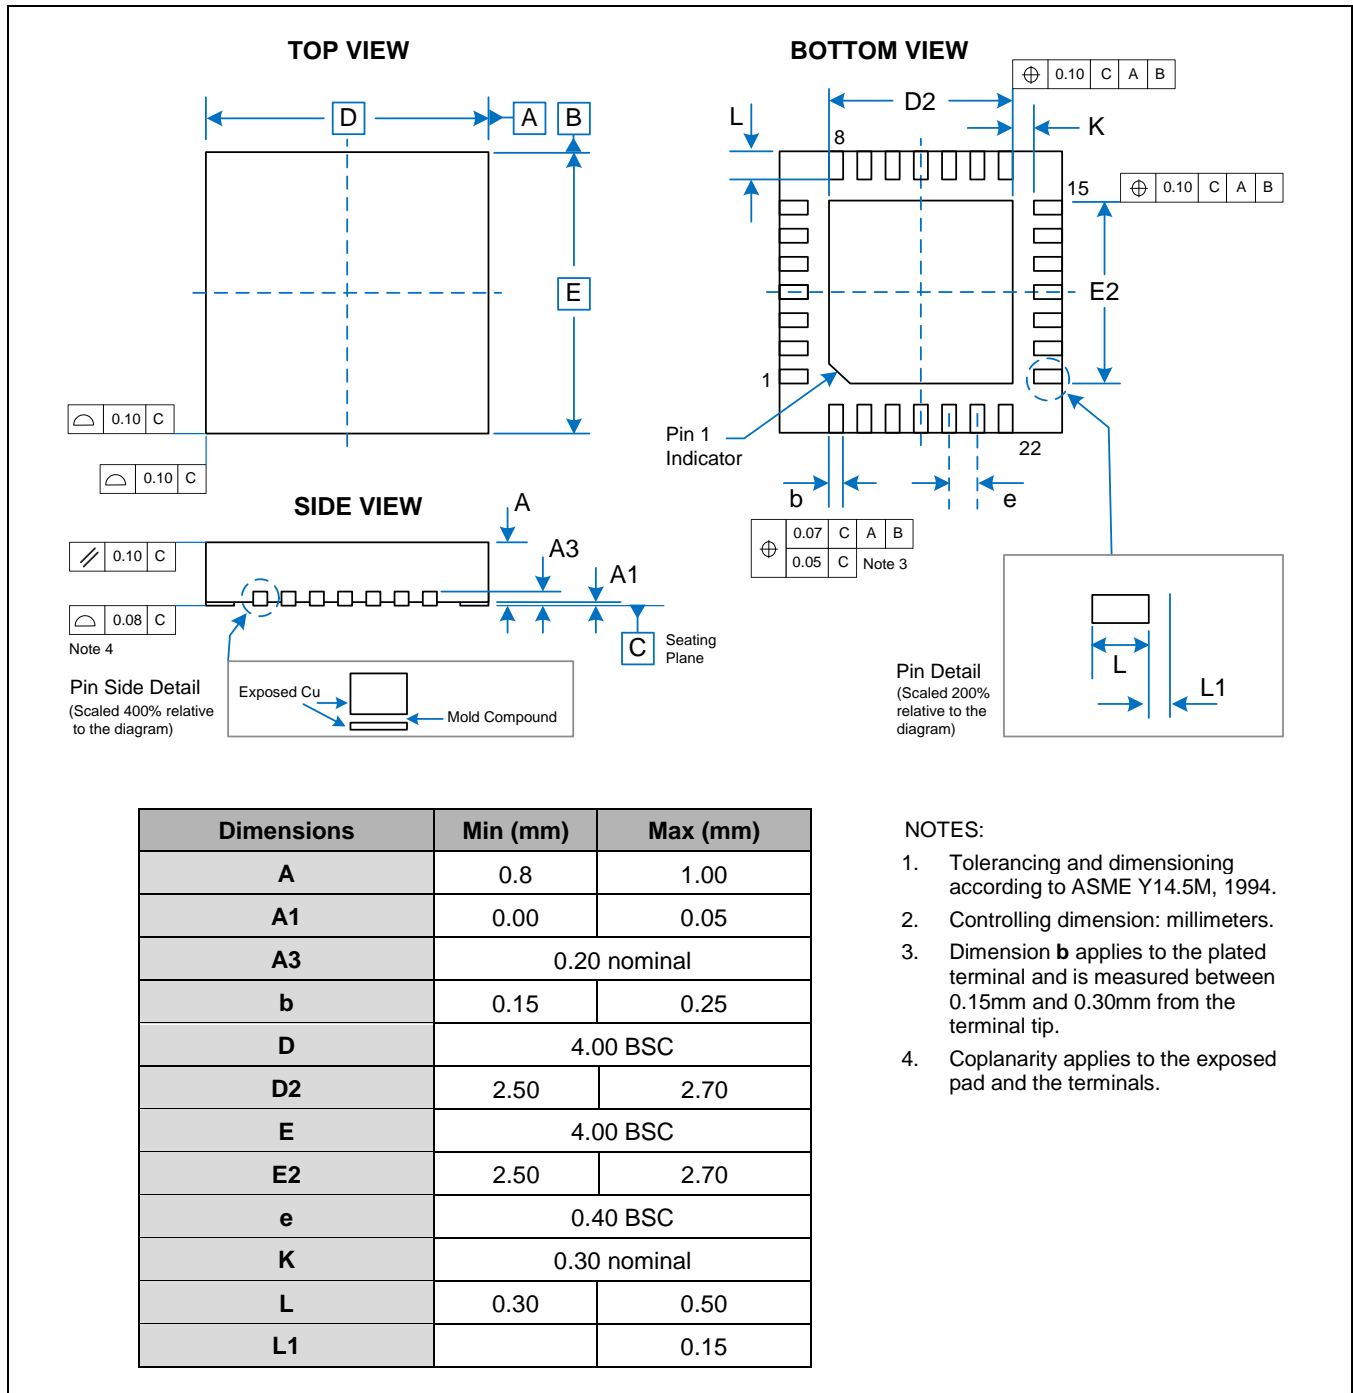 TOP VIEW
D
A
B
E
0.10 C
0.10 C
BOTTOM VIEW
0.10 C A B
D2
L
K
8
15
0.10 C A B
E2
1
Pin 1
Indicator
22
b
e
0.07 C A B
0.05 C Note 3
SIDE VIEW
A
0.10 C
A3
A1
0.08 C
Note 4
C
Seating
Plane
Pin Side Detail
(Scaled 400% relative
to the diagram)
Exposed Cu
Mold Compound
Pin Detail
(Scaled 200%
relative to the
diagram)
L
L1
Dimensions Min (mm) Max (mm)
A 0.8 1.00
A1 0.00 0.05
A3 0.20 nominal
b 0.15 0.25
D 4.00 BSC
D2 2.50 2.70
E 4.00 BSC
E2 2.50 2.70
e 0.40 BSC
K 0.30 nominal
L 0.30 0.50
L1 0.15
NOTES:
1. Tolerancing and dimensioning
according to ASME Y14.5M, 1994.
2. Controlling dimension: millimeters.
3. Dimension b applies to the plated
terminal and is measured between
0.15mm and 0.30mm from the
terminal tip.
4. Coplanarity applies to the exposed
pad and the terminals.